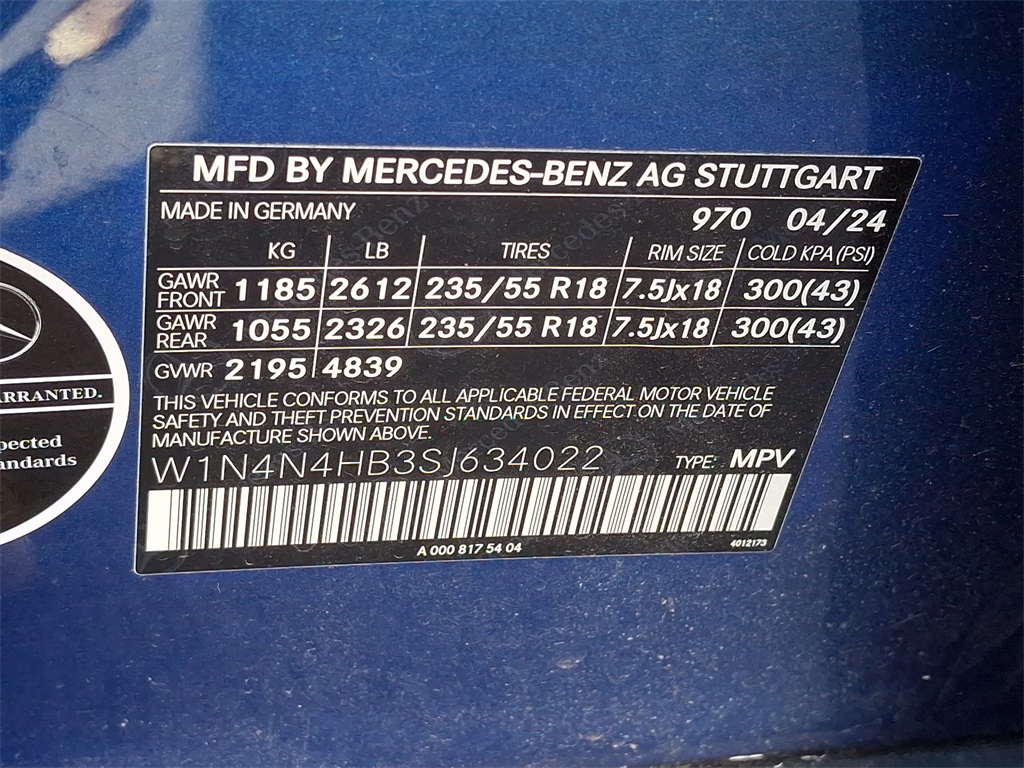 MFD BY MERCEDES-BENZ AG STUTTGART
MADE IN GERMANY 970 04/24
KG LB TIRES RIM SIZE COLD KPA (PSI)
GAWR FRONT 1185 2612 235/55 R18 7.5Jx18 300(43)
GAWR REAR 1055 2326 235/55 R18 7.5Jx18 300(43)
GVWR 2195 4839
THIS VEHICLE CONFORMS TO ALL APPLICABLE FEDERAL MOTOR VEHICLE
SAFETY AND THEFT PREVENTION STANDARDS IN EFFECT ON THE DATE OF
MANUFACTURE SHOWN ABOVE.
W1N4N4HB3SJ634022 TYPE: MPV
A 000 817 54 04 4012173